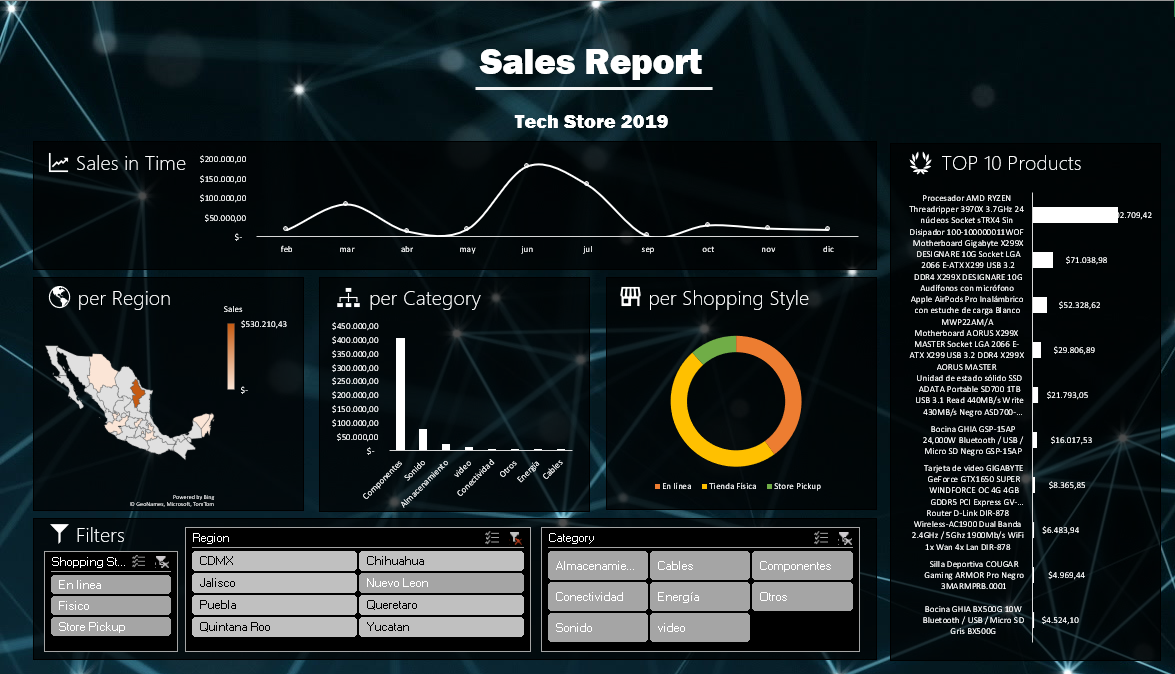 Sales Report
Tech Store 2019
Sales in Time
$200.000,00
$150.000,00
$100.000,00
$50.000,00
$-
feb mar abr may jun jul sep oct nov dic
per Region
Sales
$530.210,43
$-
Powered by Bing
© GeoNames, Microsoft, TomTom
per Category
$450.000,00
$400.000,00
$350.000,00
$300.000,00
$250.000,00
$200.000,00
$150.000,00
$100.000,00
$50.000,00
$-
Componentes
Sonido
Almacenamiento
video
Conectividad
Otros
Energía
Cables
per Shopping Style
En línea Tienda Fisica Store Pickup
TOP 10 Products
Procesador AMD RYZEN
Threadripper 3970X 3.7GHz 24
núcleos Socket sTRX4 Sin
Disipador 100-100000011WOF
2.709,42
Motherboard Gigabyte X299X
DESIGNARE 10G Socket LGA
2066 E-ATX X299 USB 3.2
DDR4 X299X DESIGNARE 10G
$71.038,98
Audífonos con micrófono
Apple AirPods Pro Inalámbrico
con estuche de carga Blanco
MWP22AM/A
$52.328,62
Motherboard AORUS X299X
MASTER Socket LGA 2066 E-
ATX X299 USB 3.2 DDR4 X299X
AORUS MASTER
$29.806,89
Unidad de estado sólido SSD
ADATA Portable SD700 1TB
USB 3.1 Read 440MB/s Write
430MB/s Negro ASD700-...
$21.793,05
Bocina GHIA GSP-15AP
24,000W Bluetooth / USB /
Micro SD Negro GSP-15AP
$16.017,53
Tarjeta de video GIGABYTE
GeForce GTX1650 SUPER
WINDFORCE OC 4G 4GB
GDDR5 PCI Express GV-...
$8.365,85
Router D-Link DIR-878
Wireless-AC1900 Dual Banda
2.4GHz / 5Ghz 1900Mb/s WiFi
1x Wan 4x Lan DIR-878
$6.483,94
Silla Deportiva COUGAR
Gaming ARMOR Pro Negro
3MARMPRB.0001
$4.969,44
Bocina GHIA BX500G 10W
Bluetooth / USB / Micro SD
Gris BX500G
$4.524,10
Filters
Shopping St...
En linea
Fisico
Store Pickup
Region
CDMX Chihuahua
Jalisco Nuevo Leon
Puebla Queretaro
Quintana Roo Yucatan
Category
Almacenamie... Cables Componentes
Conectividad Energía Otros
Sonido video